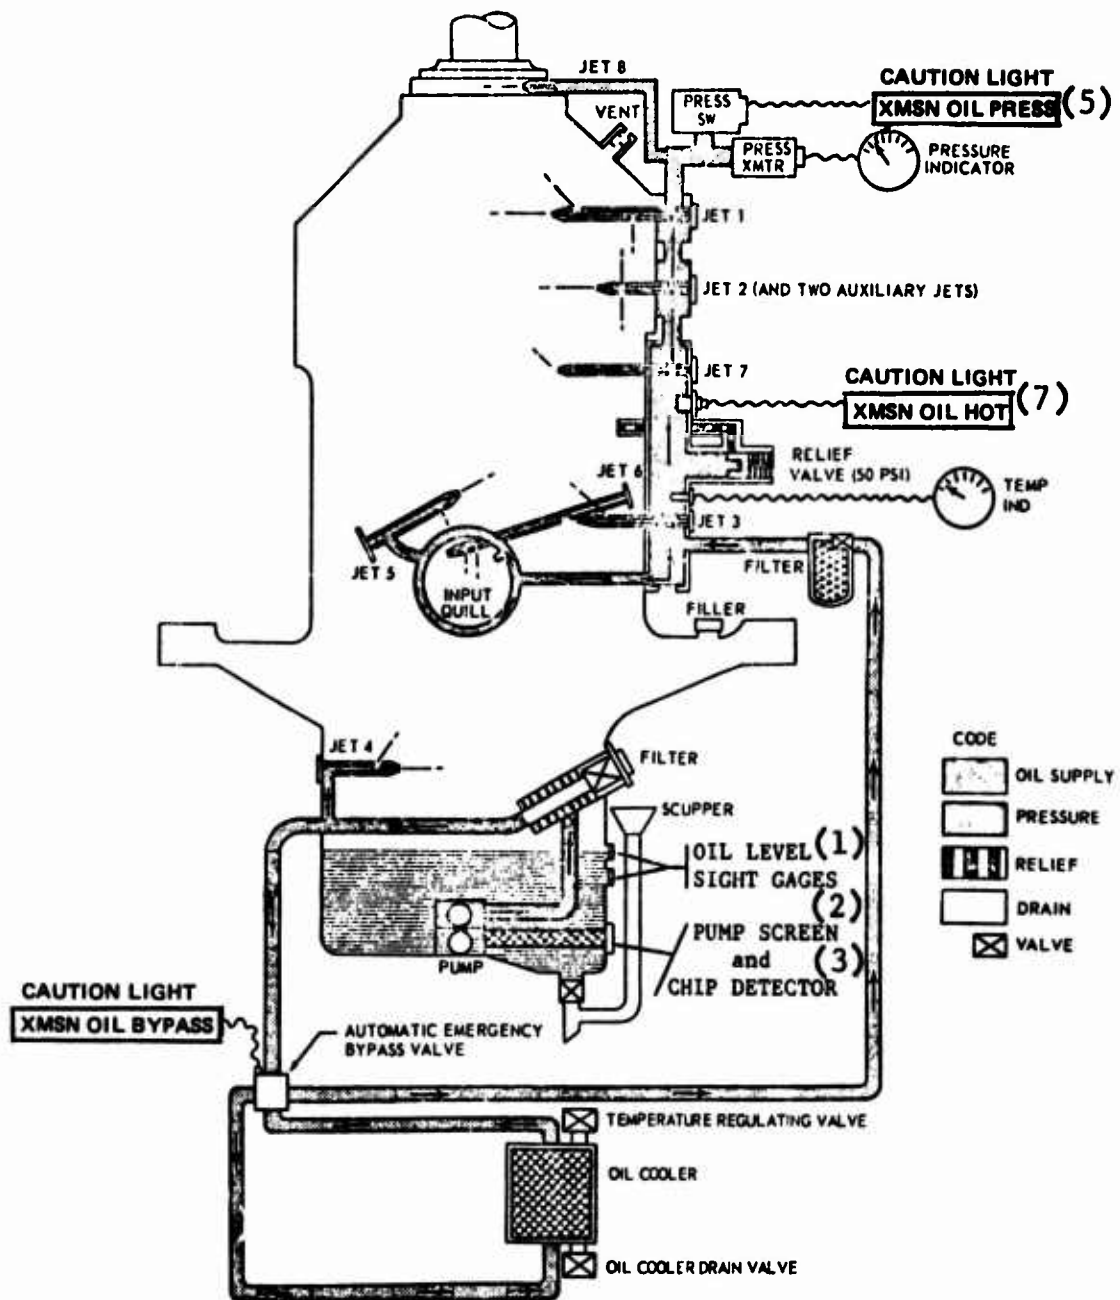 JET 8
CAUTION LIGHT
XMSN OIL PRESS (5)
PRESS
SW
VENT
PRESS
XMTR
PRESSURE
INDICATOR
JET 1
JET 2 (AND TWO AUXILIARY JETS)
JET 7
CAUTION LIGHT
XMSN OIL HOT (7)
RELIEF
VALVE (50 PSI)
JET 6
TEMP
IND
JET 3
JET 5
INPUT
QUILL
FILTER
FILLER
JET 4
FILTER
SCUPPER
OIL LEVEL (1)
SIGHT GAGES
(2)
PUMP SCREEN
and (3)
CHIP DETECTOR
PUMP
CODE
OIL SUPPLY
PRESSURE
RELIEF
DRAIN
VALVE
CAUTION LIGHT
XMSN OIL BYPASS
AUTOMATIC EMERGENCY
BYPASS VALVE
TEMPERATURE REGULATING VALVE
OIL COOLER
OIL COOLER DRAIN VALVE